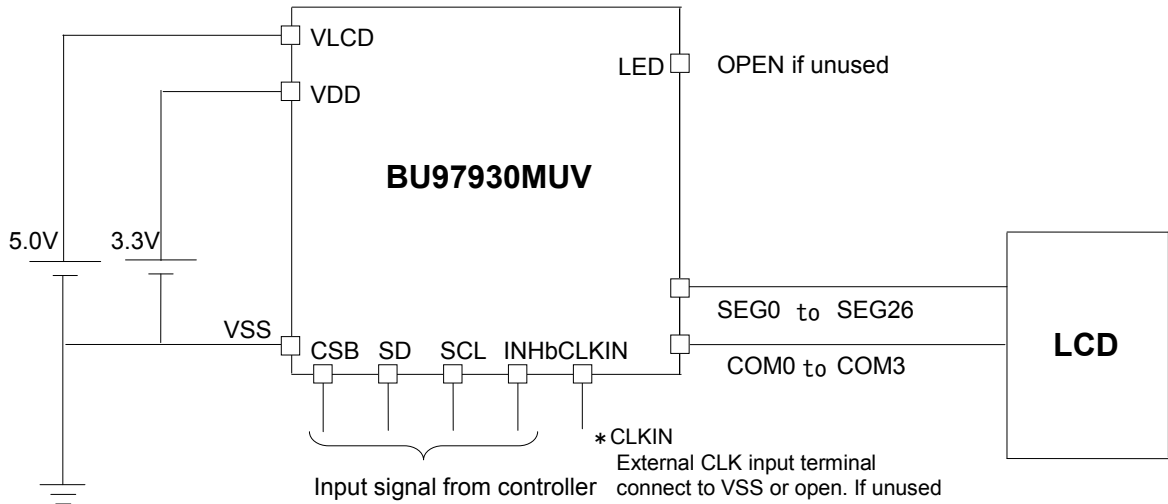 VLCD
LED OPEN if unused
VDD
BU97930MUV
5.0V 3.3V
SEG0 to SEG26
VSS
CSB SD SCL INHb CLKIN
LCD
COM0 to COM3
*CLKIN
External CLK input terminal
Input signal from controller connect to VSS or open. If unused